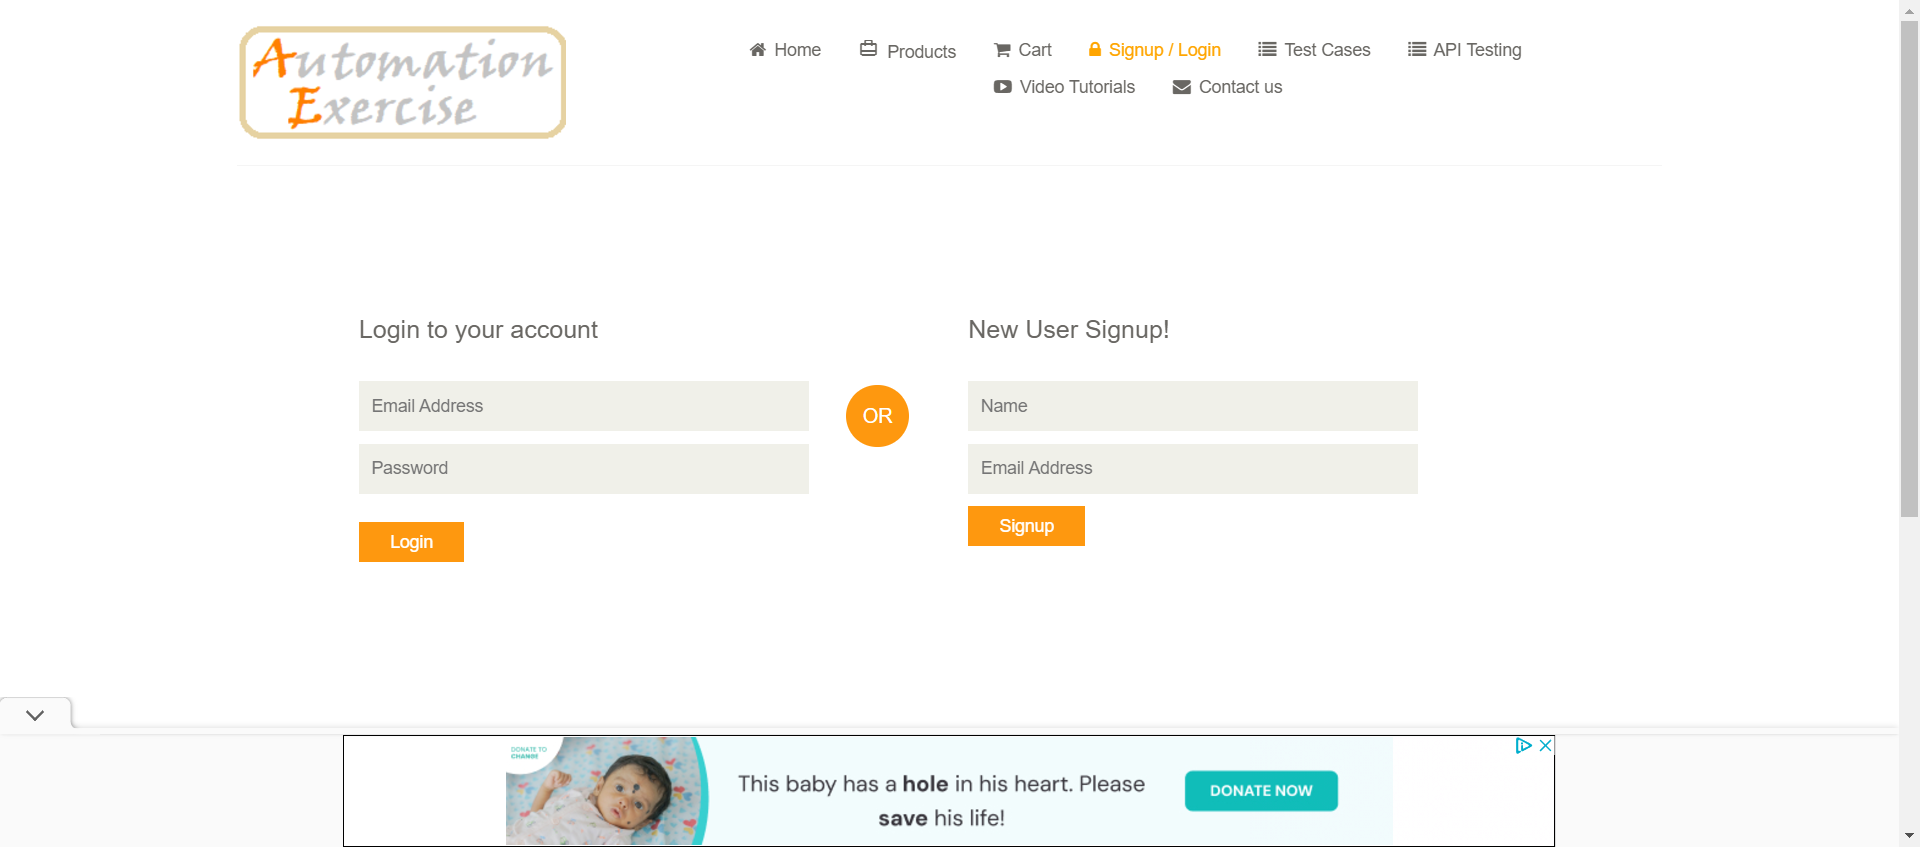 Automation
Exercise
Home
Products
Cart
Signup / Login
Test Cases
API Testing
Video Tutorials
Contact us
Login to your account
Email Address
Password
Login
OR
New User Signup!
Name
Email Address
Signup
DONATE TO
CHANGE
This baby has a hole in his heart. Please
save his life!
DONATE NOW